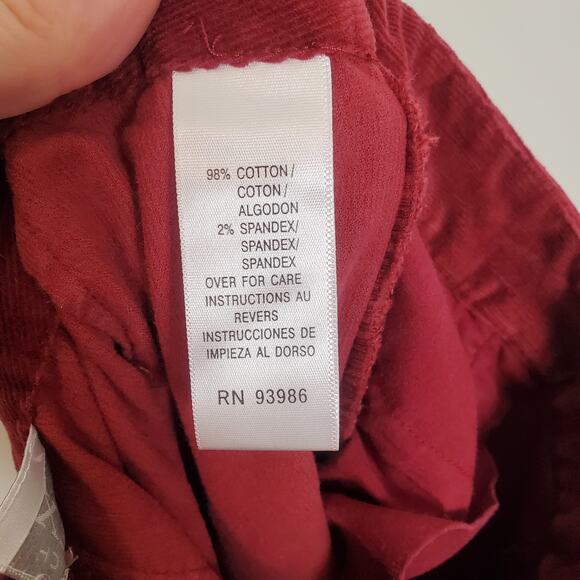 98% COTTON/
COTON/
ALGODON
2% SPANDEX/
SPANDEX/
SPANDEX
OVER FOR CARE
INSTRUCTIONS AU
REVERS
INSTRUCCIONES DE
IMPIEZA AL DORSO
RN 93986